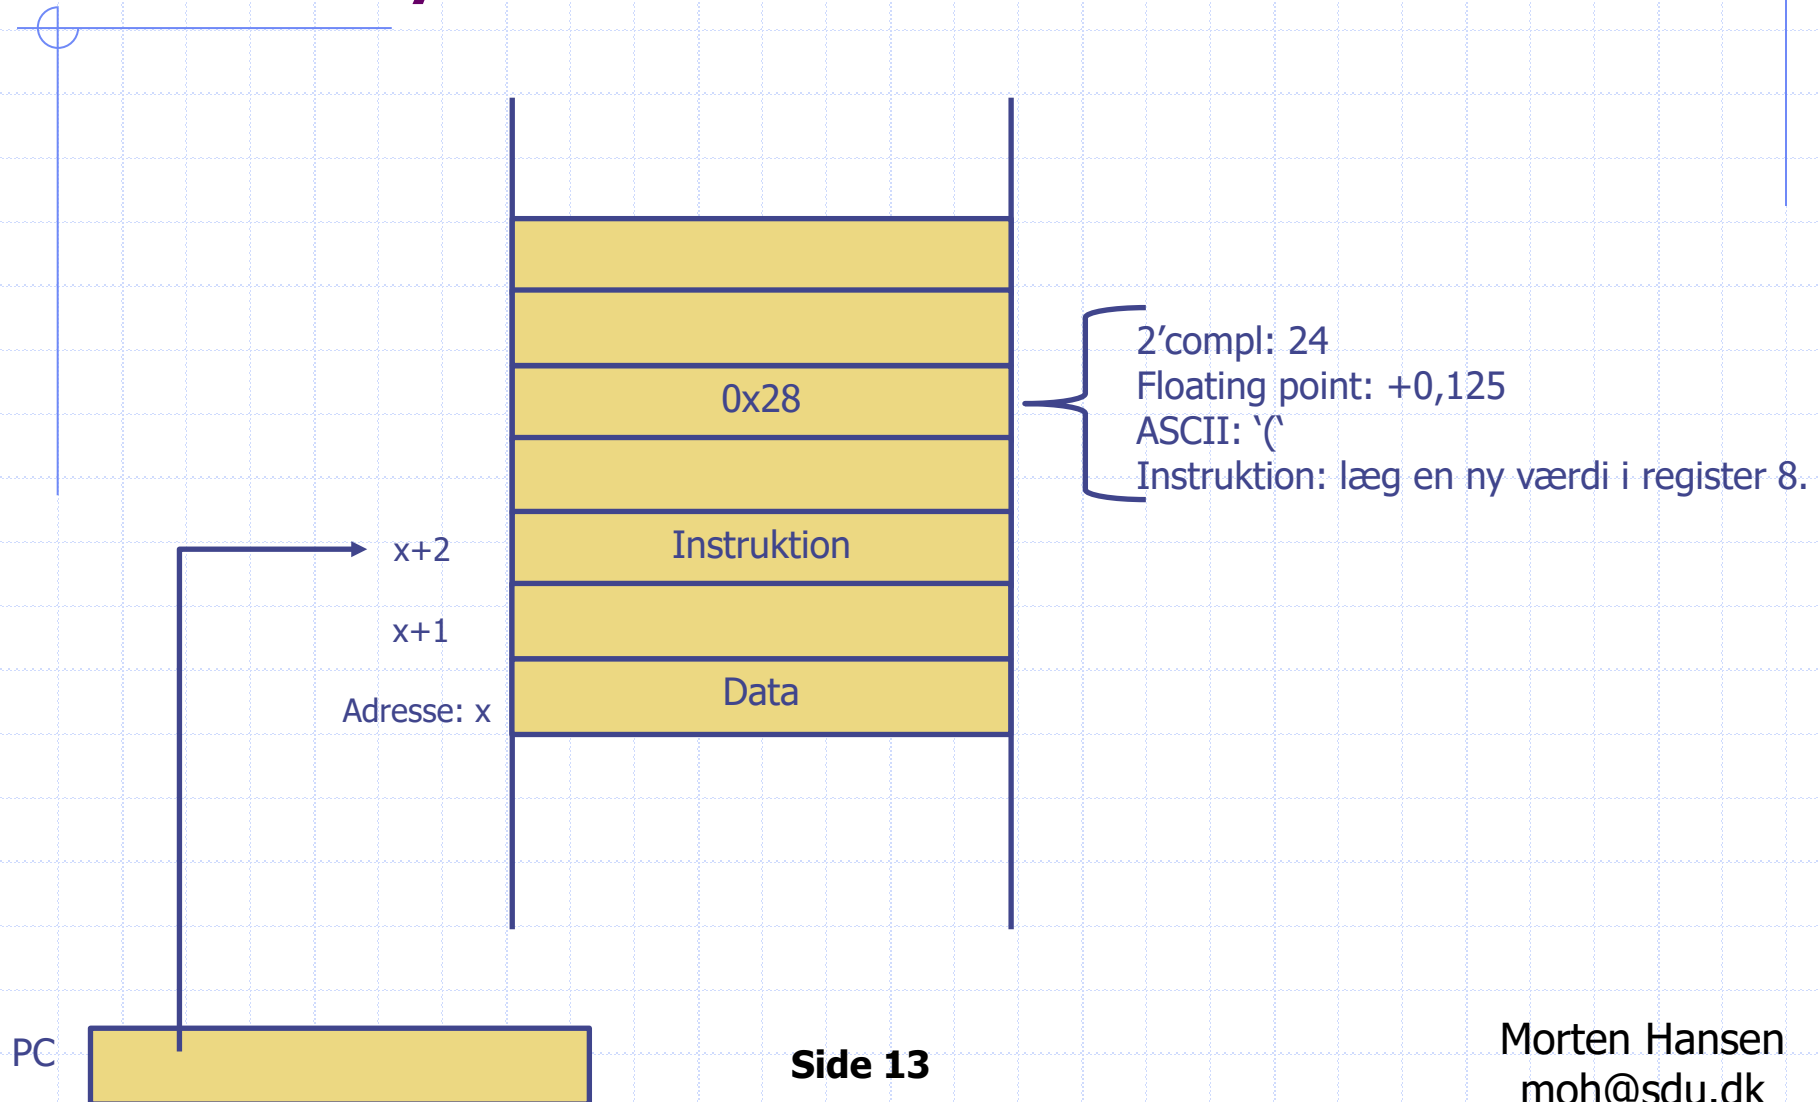 0x28
2’compl: 24
Floating point: +0,125
ASCII: ‘(‘
Instruktion: læg en ny værdi i register 8.
x+2
Instruktion
x+1
Adresse: x
Data
PC
Side 13
Morten Hansen
moh@sdu.dk